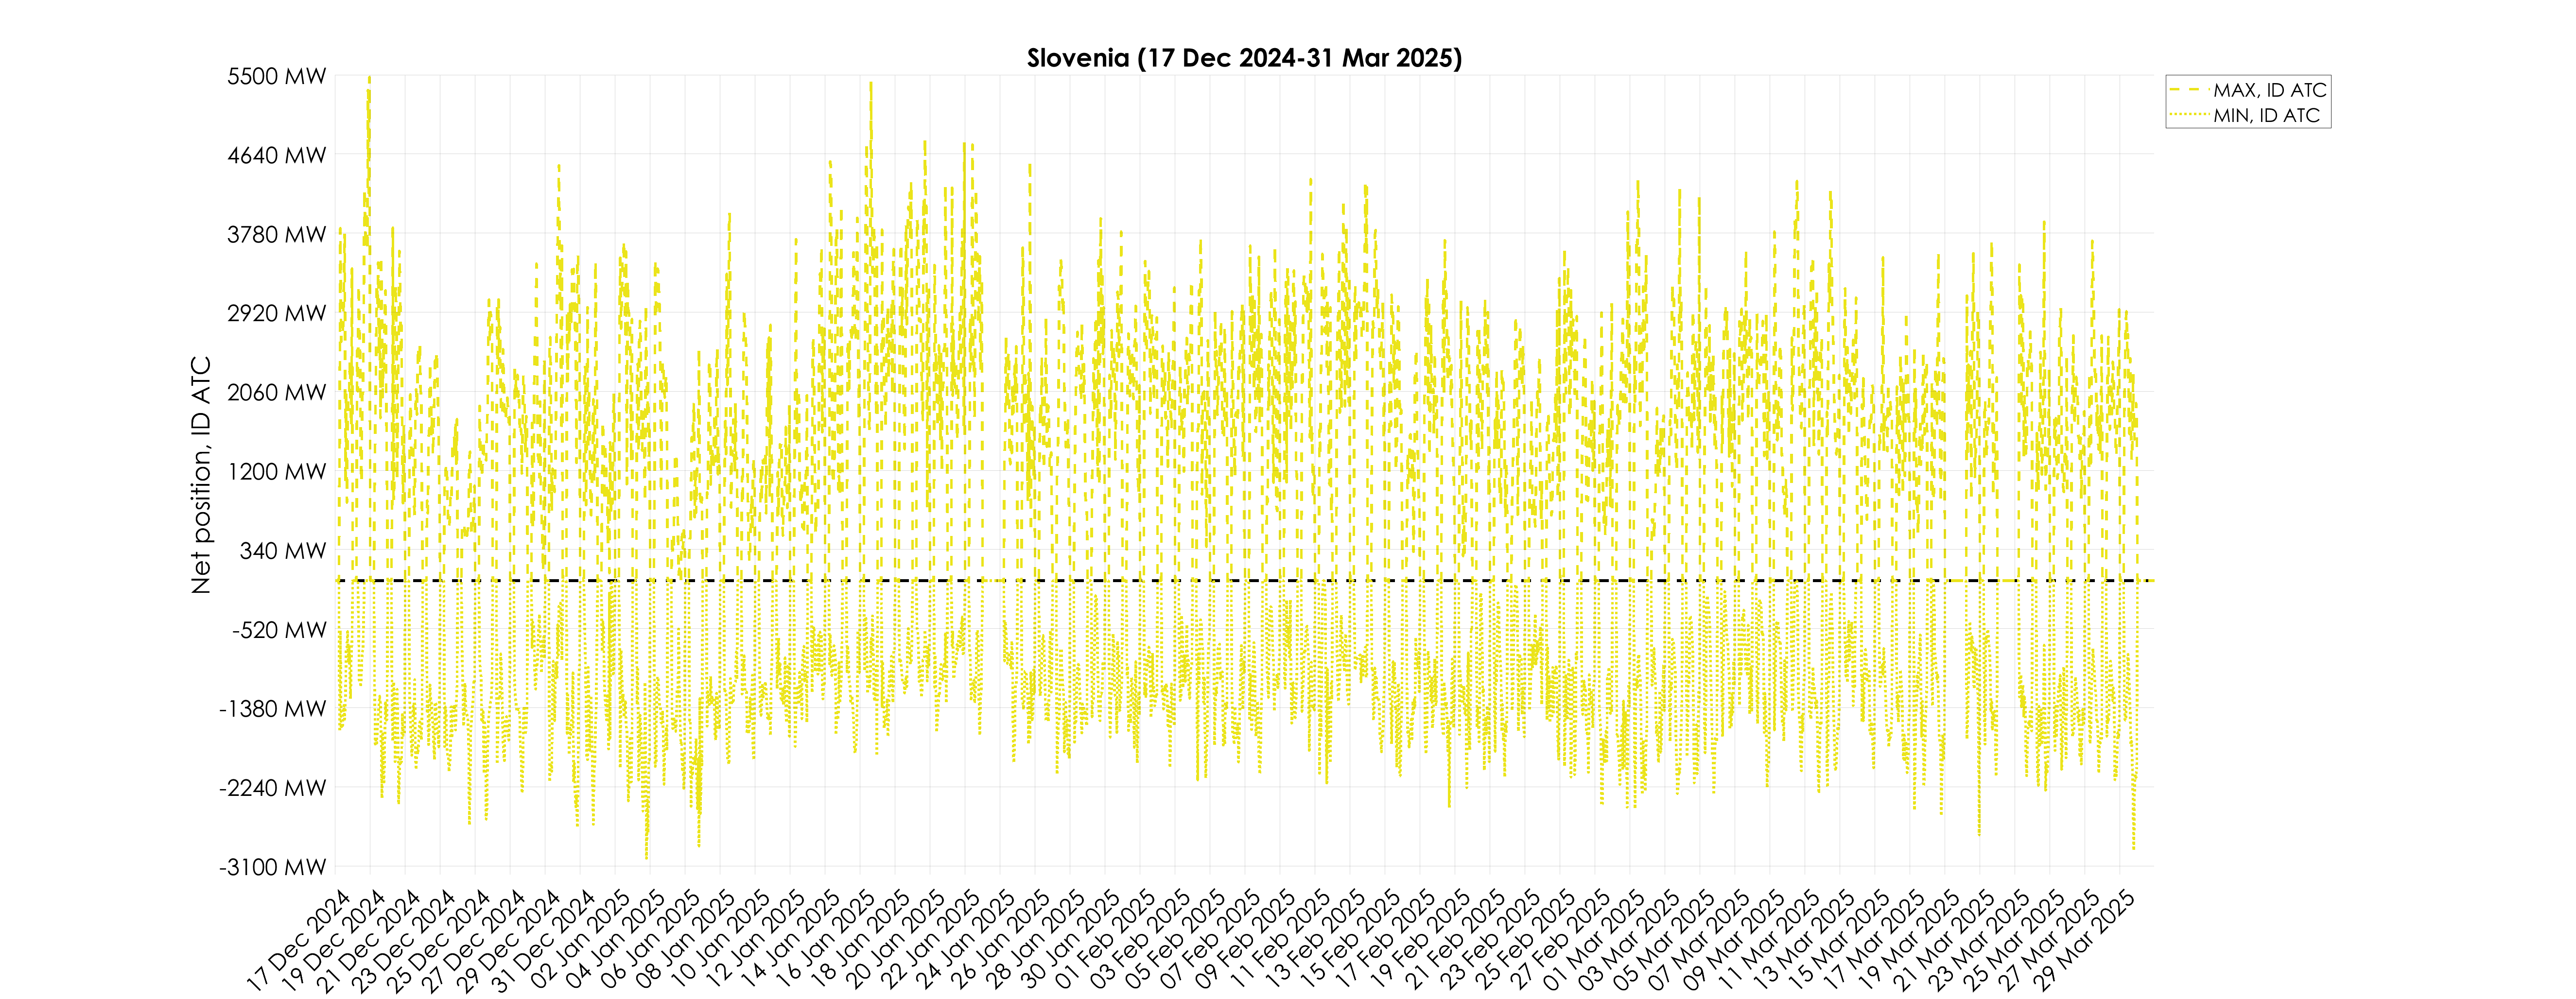 Slovenia (17 Dec 2024-31 Mar 2025)
5500 MW
4640 MW
3780 MW
2920 MW
2060 MW
1200 MW
340 MW
-520 MW
-1380 MW
-2240 MW
-3100 MW
Net position, ID ATC
MAX, ID ATC
MIN, ID ATC
17 Dec 2024
19 Dec 2024
21 Dec 2024
23 Dec 2024
25 Dec 2024
27 Dec 2024
29 Dec 2024
31 Dec 2024
02 Jan 2025
04 Jan 2025
06 Jan 2025
08 Jan 2025
10 Jan 2025
12 Jan 2025
14 Jan 2025
16 Jan 2025
18 Jan 2025
20 Jan 2025
22 Jan 2025
24 Jan 2025
26 Jan 2025
28 Jan 2025
30 Jan 2025
01 Feb 2025
03 Feb 2025
05 Feb 2025
07 Feb 2025
09 Feb 2025
11 Feb 2025
13 Feb 2025
15 Feb 2025
17 Feb 2025
19 Feb 2025
21 Feb 2025
23 Feb 2025
25 Feb 2025
27 Feb 2025
01 Mar 2025
03 Mar 2025
05 Mar 2025
07 Mar 2025
09 Mar 2025
11 Mar 2025
13 Mar 2025
15 Mar 2025
17 Mar 2025
19 Mar 2025
21 Mar 2025
23 Mar 2025
25 Mar 2025
27 Mar 2025
29 Mar 2025